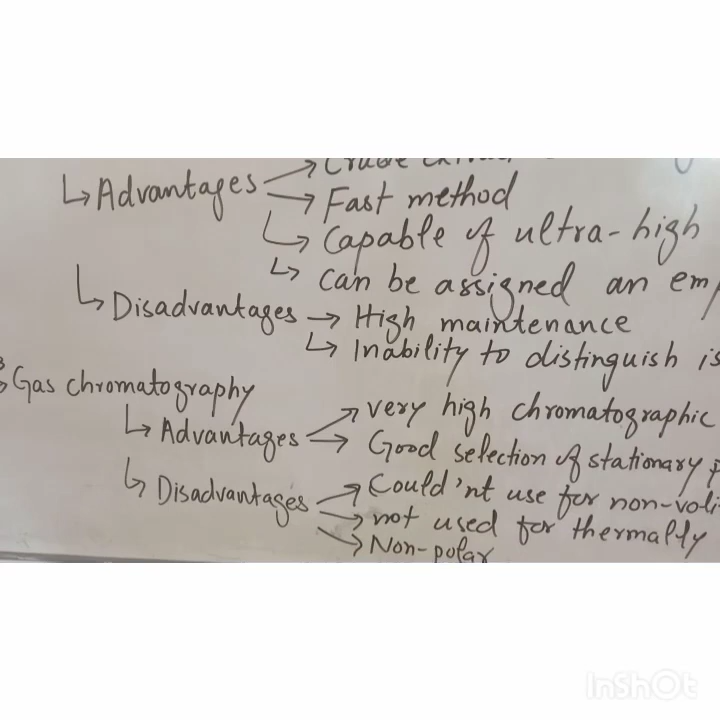 Advantages
Fast method
Capable of ultra-high
can be assigned an
Disadvantages → High maintenance
Inability to distinguish
Gas chromatography
Advantages
very high chromatographic
Good selection of stationary
Disadvantages
Could'nt use for non-
not used for thermally
Non-polar
InShOt